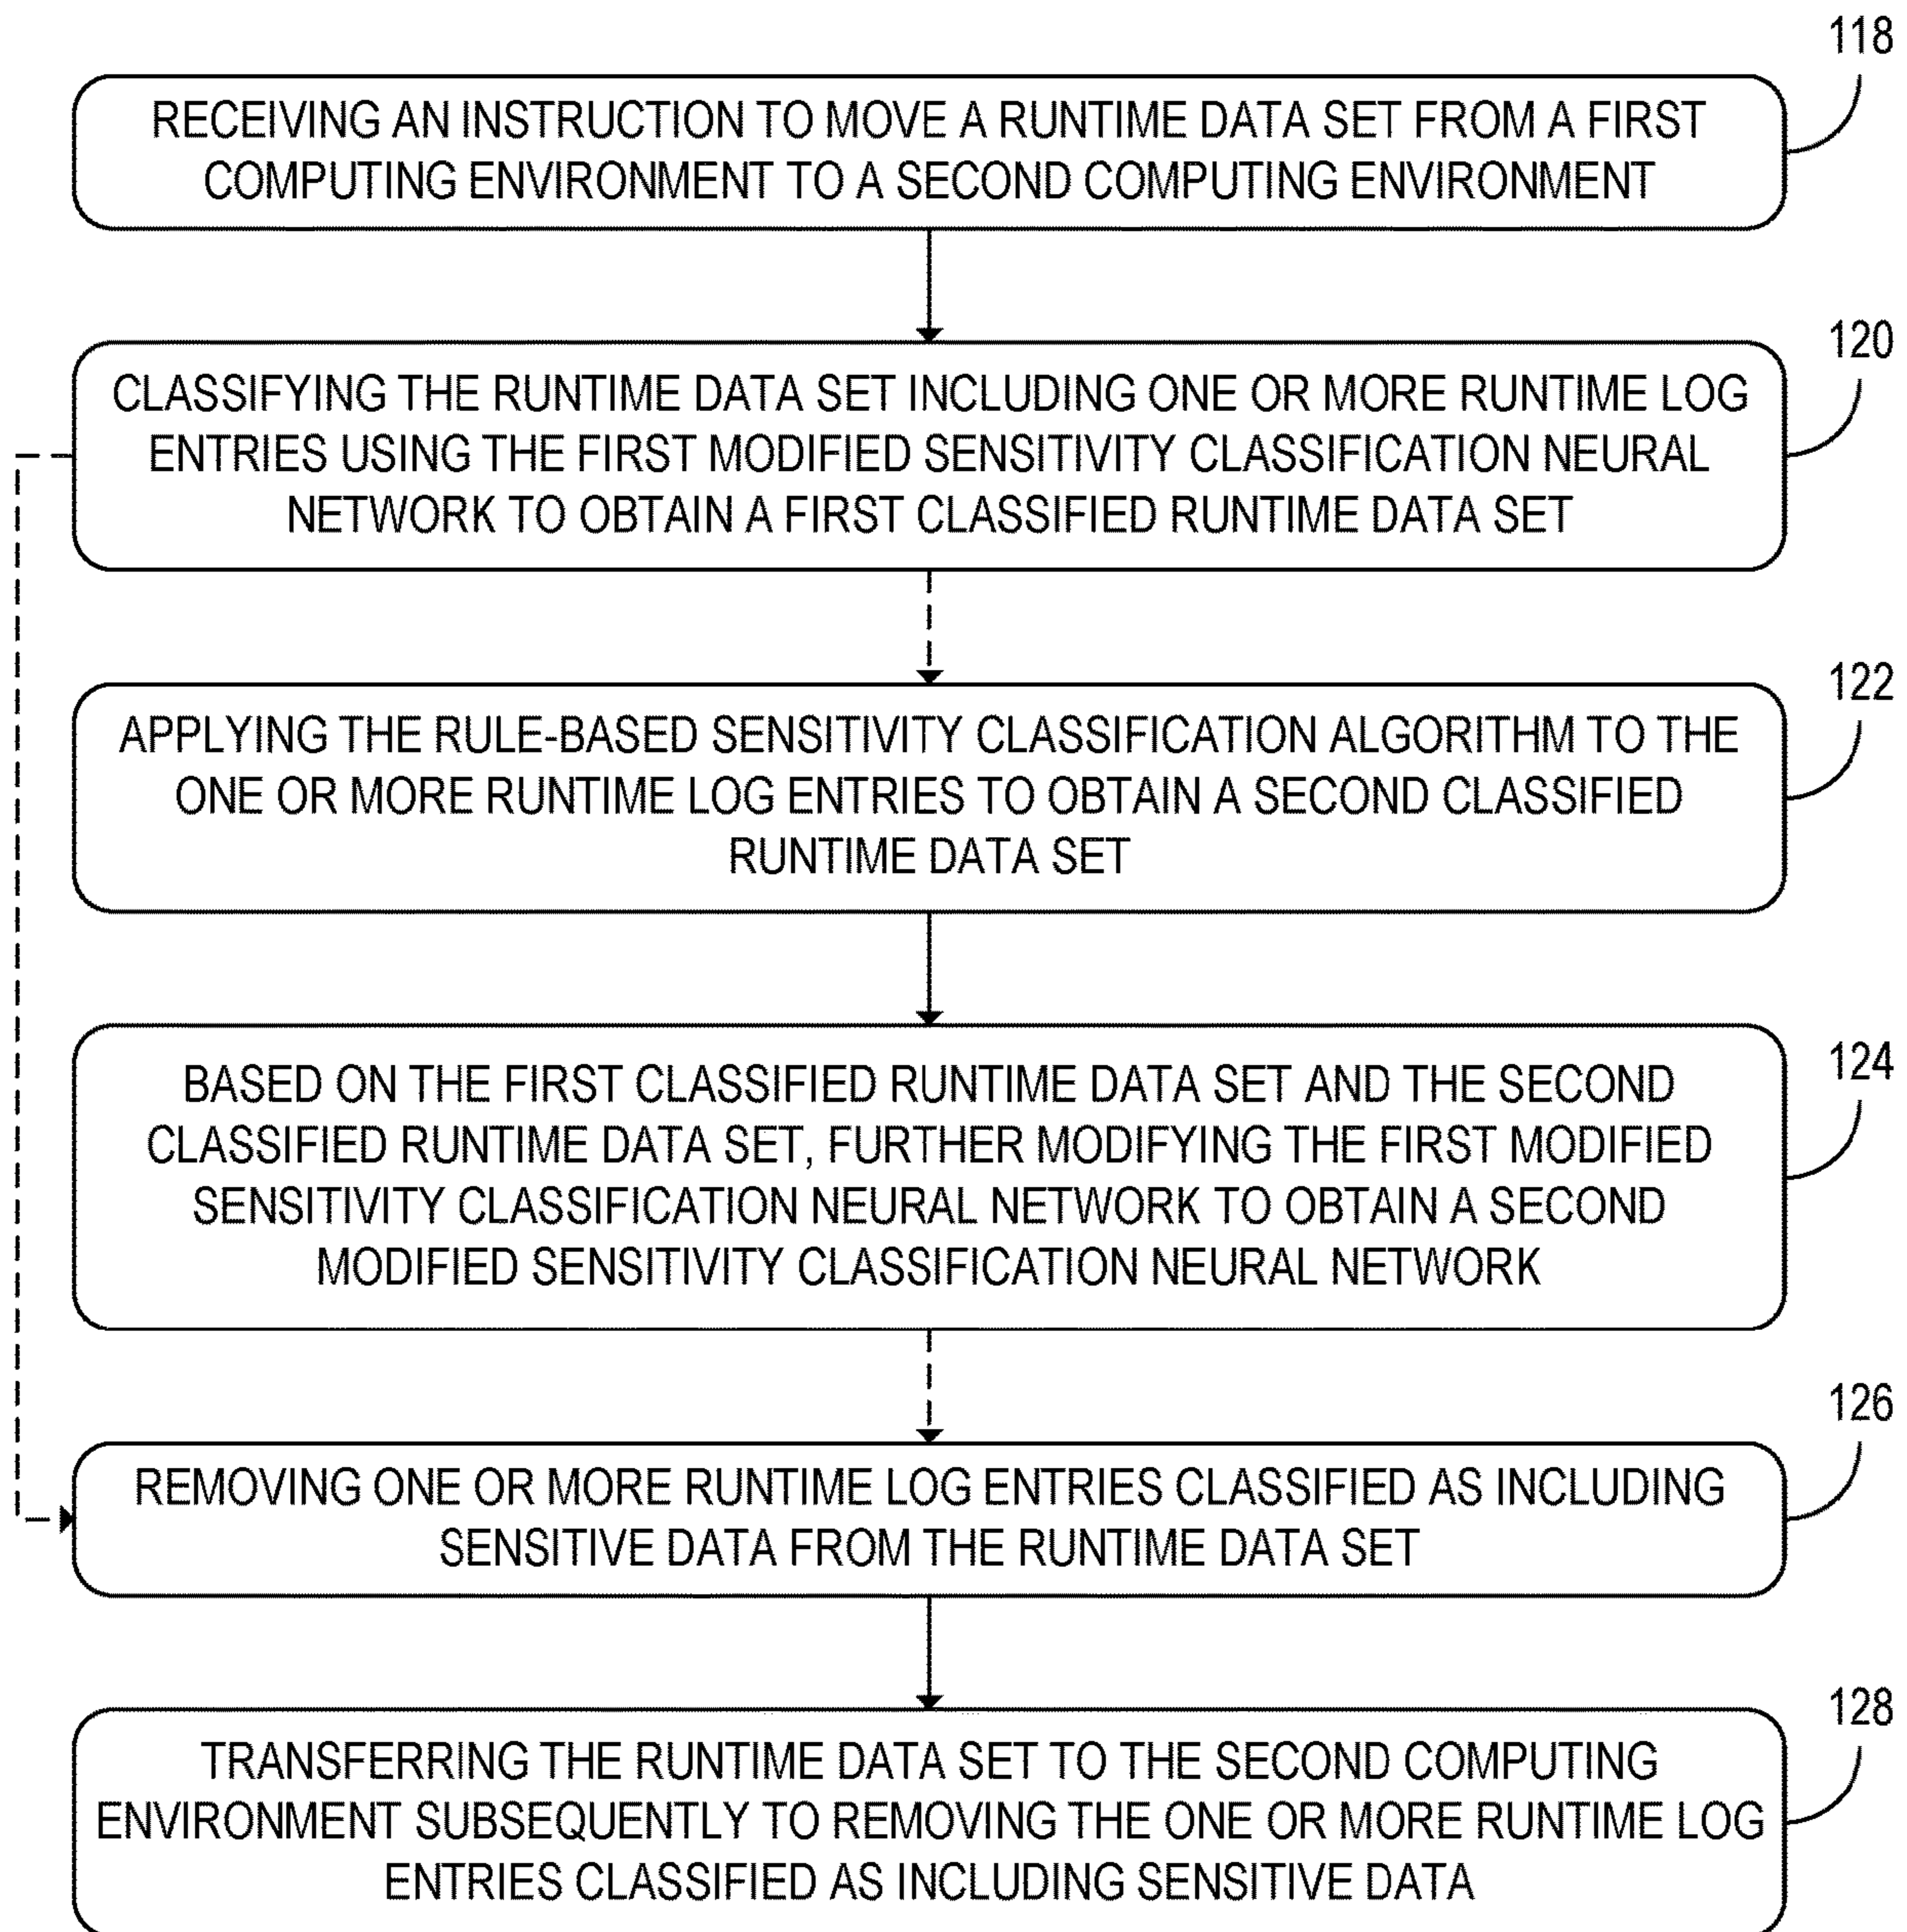 118
RECEIVING AN INSTRUCTION TO MOVE A RUNTIME DATA SET FROM A FIRST
COMPUTING ENVIRONMENT TO A SECOND COMPUTING ENVIRONMENT
120
CLASSIFYING THE RUNTIME DATA SET INCLUDING ONE OR MORE RUNTIME LOG
ENTRIES USING THE FIRST MODIFIED SENSITIVITY CLASSIFICATION NEURAL
NETWORK TO OBTAIN A FIRST CLASSIFIED RUNTIME DATA SET
122
APPLYING THE RULE-BASED SENSITIVITY CLASSIFICATION ALGORITHM TO THE
ONE OR MORE RUNTIME LOG ENTRIES TO OBTAIN A SECOND CLASSIFIED
RUNTIME DATA SET
124
BASED ON THE FIRST CLASSIFIED RUNTIME DATA SET AND THE SECOND
CLASSIFIED RUNTIME DATA SET, FURTHER MODIFYING THE FIRST MODIFIED
SENSITIVITY CLASSIFICATION NEURAL NETWORK TO OBTAIN A SECOND
MODIFIED SENSITIVITY CLASSIFICATION NEURAL NETWORK
126
REMOVING ONE OR MORE RUNTIME LOG ENTRIES CLASSIFIED AS INCLUDING
SENSITIVE DATA FROM THE RUNTIME DATA SET
128
TRANSFERRING THE RUNTIME DATA SET TO THE SECOND COMPUTING
ENVIRONMENT SUBSEQUENTLY TO REMOVING THE ONE OR MORE RUNTIME LOG
ENTRIES CLASSIFIED AS INCLUDING SENSITIVE DATA